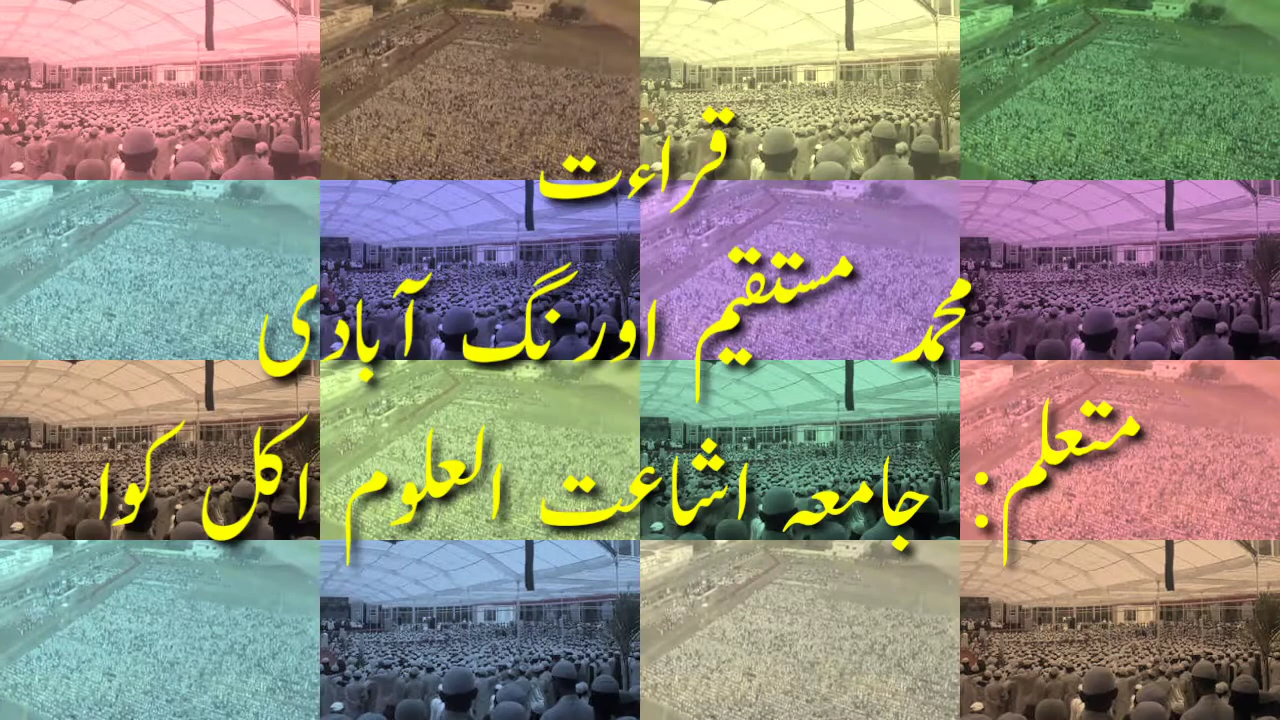 قراءت
محمد مستقیم اورنگ آبادی
متعلم: جامعہ اشاعت العلوم اکل کوا